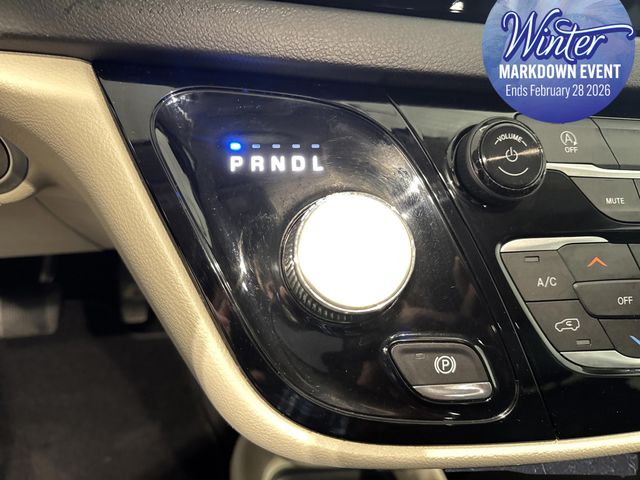 Winter
MARKDOWN EVENT
Ends February 28 2026
PRNDL
VOLUME
OFF
MUTE
A/C
OFF
P